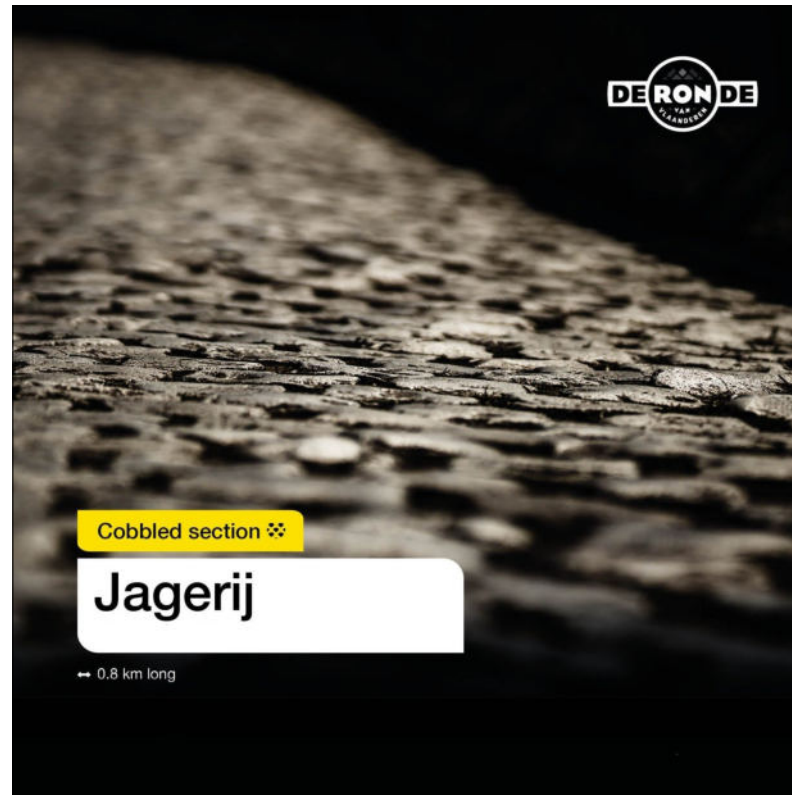 DE RONDE
VAN
VLAANDEREN
Cobbled section
Jagerij
0.8 km long